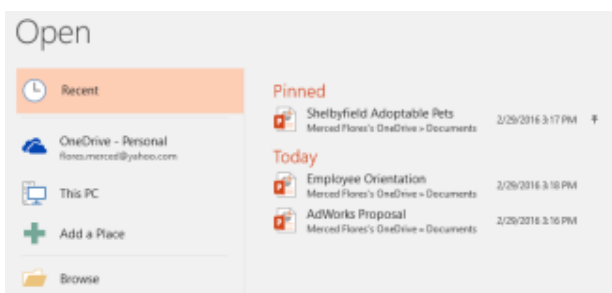 Open
Recent
OneDrive - Personal
flores.merced@yahoo.com
This PC
Add a Place
Browse
Pinned
Shelbyfield Adoptable Pets
Merced Flores's OneDrive » Documents
2/29/2016 3:17 PM
Today
Employee Orientation
Merced Flores's OneDrive » Documents
2/29/2016 3:18 PM
AdWorks Proposal
Merced Flores's OneDrive » Documents
2/29/2016 3:16 PM